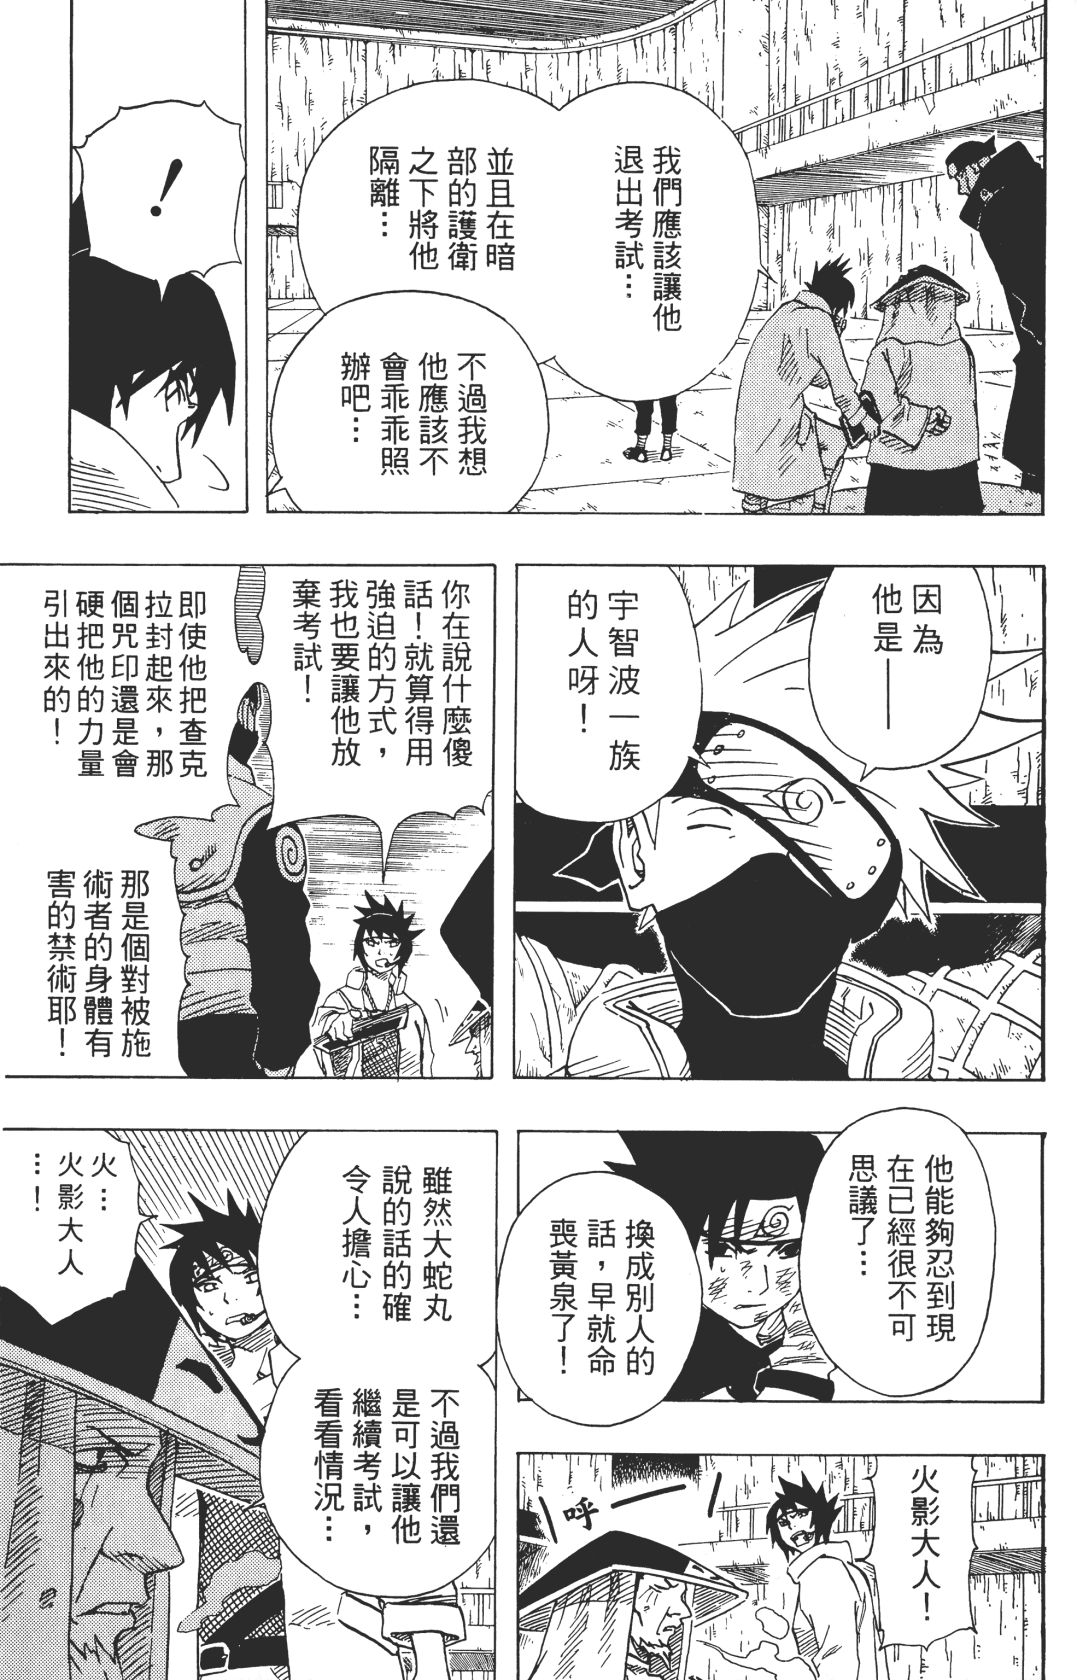 我們應該讓他
退出考試…
並且在暗
部的護衛
之下將他
隔離…
不過我想
他應該不
會乖乖照
辦吧…
！
因為
他是——
宇智波一族
的人呀！
你在說什麼傻
話！就算得用
強迫的方式，
我也要讓他放
棄考試！
即使他把查克
拉封起來，那
個咒印還是會
硬把他的力量
引出來的！
那是個對被施
術者的身體有
害的禁術耶！
他能夠忍到現
在已經很不可
思議了…
換成別人的
話，早就命
喪黃泉了！
火影大人！
呼——
雖然大蛇丸
說的話的確
令人擔心…
不過我們還
是可以讓他
繼續考試，
看看情況…
火…
火影大人
…！